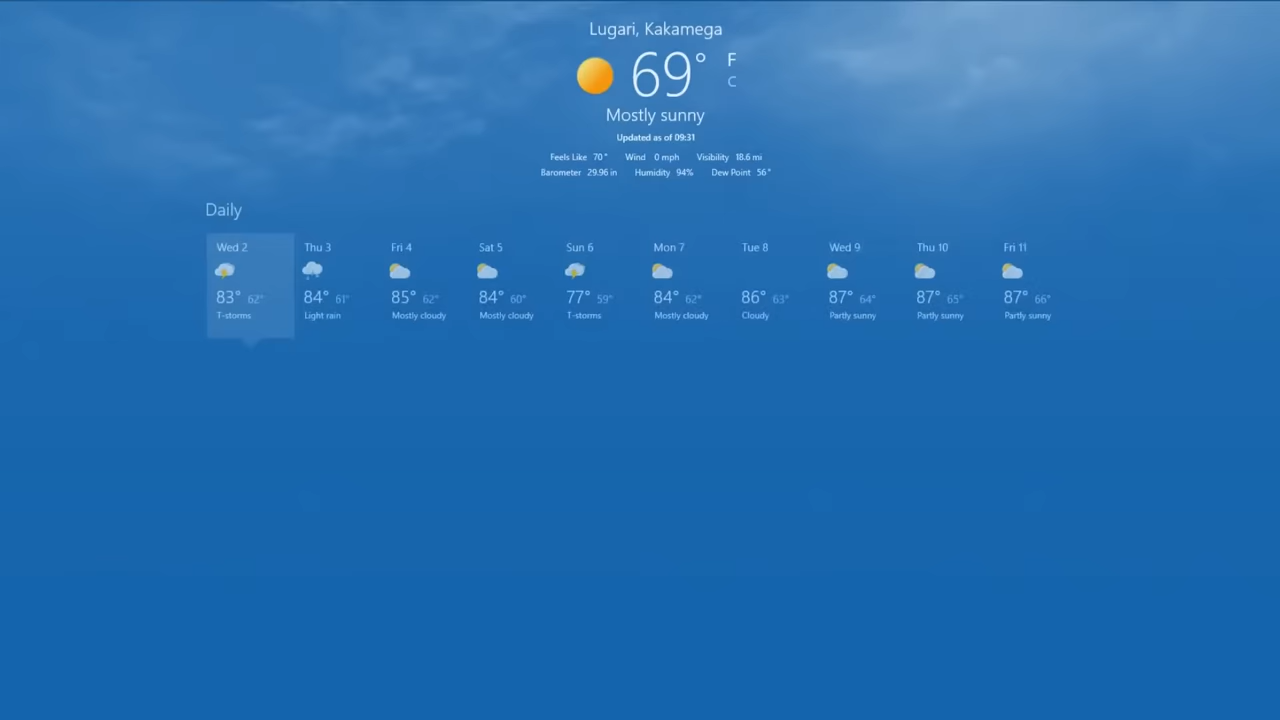 Lugari, Kakamega
69° F
C
Mostly sunny
Updated as of 09:31
Feels Like 70° Wind 0 mph Visibility 18.6 mi
Barometer 29.96 in Humidity 94% Dew Point 56°
Daily
Wed 2 Thu 3 Fri 4 Sat 5 Sun 6 Mon 7 Tue 8 Wed 9 Thu 10 Fri 11
83° 62° 84° 61° 85° 62° 84° 60° 77° 59° 84° 62° 86° 63° 87° 64° 87° 65° 87° 66°
T-storms Light rain Mostly cloudy Mostly cloudy T-storms Mostly cloudy Cloudy Partly sunny Partly sunny Partly sunny